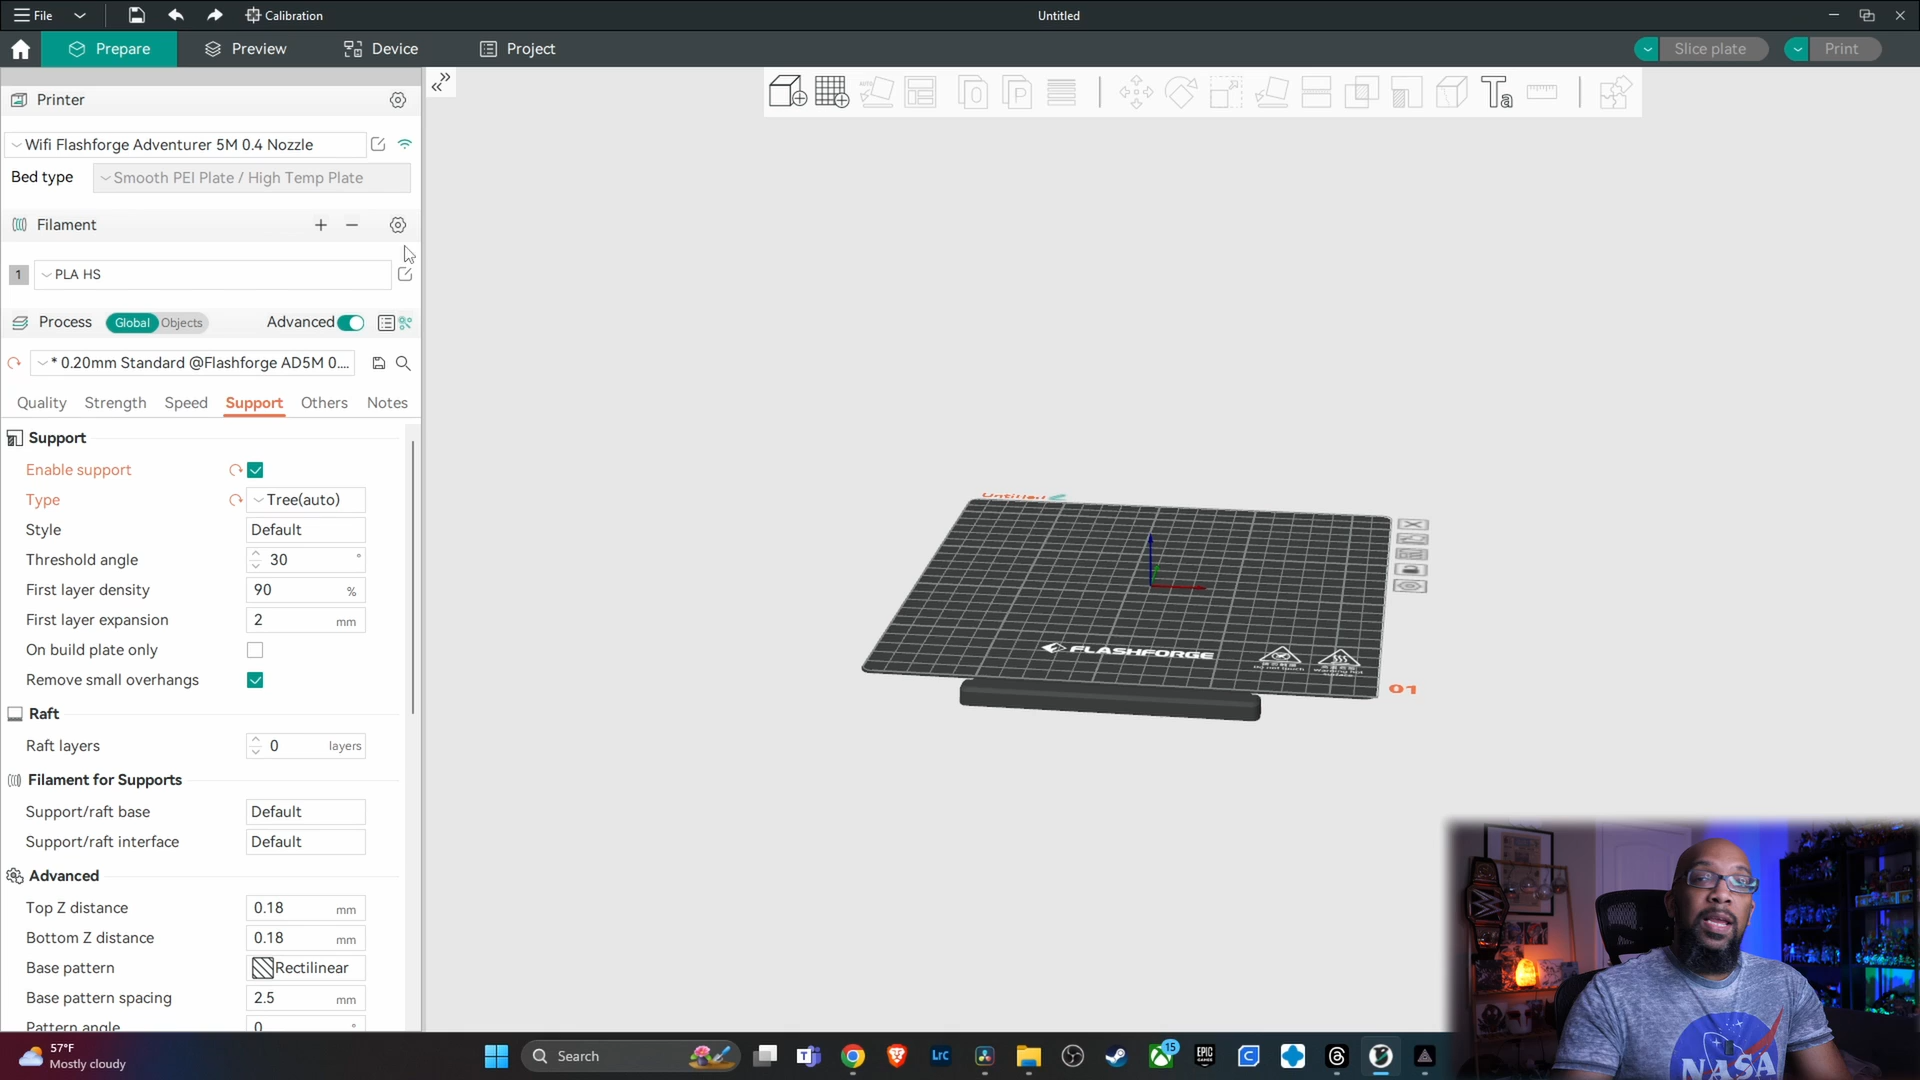 File
Calibration
Untitled
Prepare
Preview
Device
Project
Slice plate
Print
Printer
Wifi Flashforge Adventurer 5M 0.4 Nozzle
Bed type
Smooth PEI Plate / High Temp Plate
Filament
1
PLA HS
Process
Global
Objects
Advanced
* 0.20mm Standard @Flashforge AD5M 0....
Quality
Strength
Speed
Support
Others
Notes
Support
Enable support
Type
Tree(auto)
Style
Default
Threshold angle
30 °
First layer density
90 %
First layer expansion
2 mm
On build plate only
Remove small overhangs
Raft
Raft layers
0 layers
Filament for Supports
Support/raft base
Default
Support/raft interface
Default
Advanced
Top Z distance
0.18 mm
Bottom Z distance
0.18 mm
Base pattern
Rectilinear
Base pattern spacing
2.5 mm
Pattern angle
0 °
Untitled
FLASHFORGE
01
57°F
Mostly cloudy
Search
Lrc
15
EPIC
GAMES
NASA